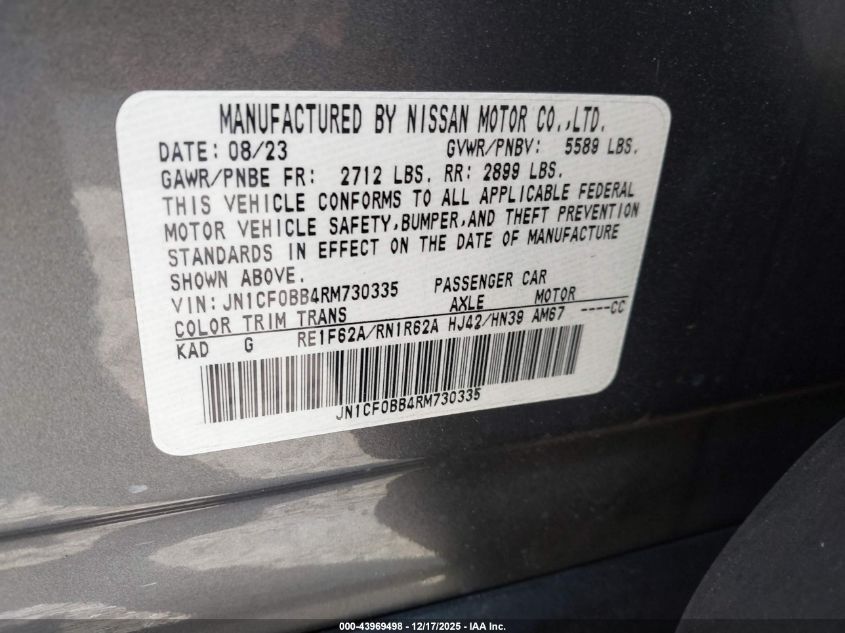 MANUFACTURED BY NISSAN MOTOR CO.,LTD.
DATE: 08/23 GVWR/PNBV: 5589 LBS.
GAWR/PNBE FR: 2712 LBS. RR: 2899 LBS.
THIS VEHICLE CONFORMS TO ALL APPLICABLE FEDERAL
MOTOR VEHICLE SAFETY,BUMPER,AND THEFT PREVENTION
STANDARDS IN EFFECT ON THE DATE OF MANUFACTURE
SHOWN ABOVE.
VIN: JN1CF0BB4RM730335 PASSENGER CAR
COLOR TRIM TRANS AXLE MOTOR
KAD G RE1F62A/RN1R62A HJ42/HN39 AM67 ----CC
JN1CF0BB4RM730335
000-43969498 - 12/17/2025 - IAA Inc.